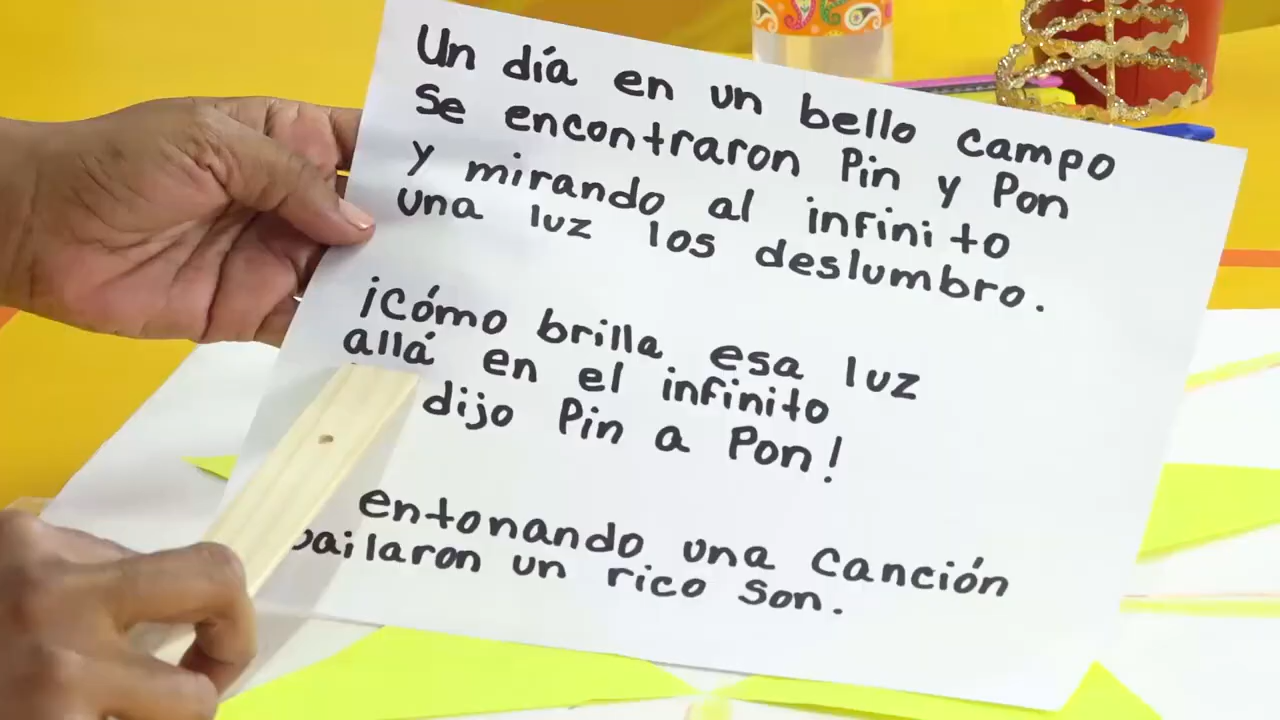 Un día en un bello campo
se encontraron Pin y Pon
y mirando al infinito
una luz los deslumbro.
¡Cómo brilla esa luz
allá en el infinito
dijo Pin a Pon!
entonando una canción
bailaron un rico son.